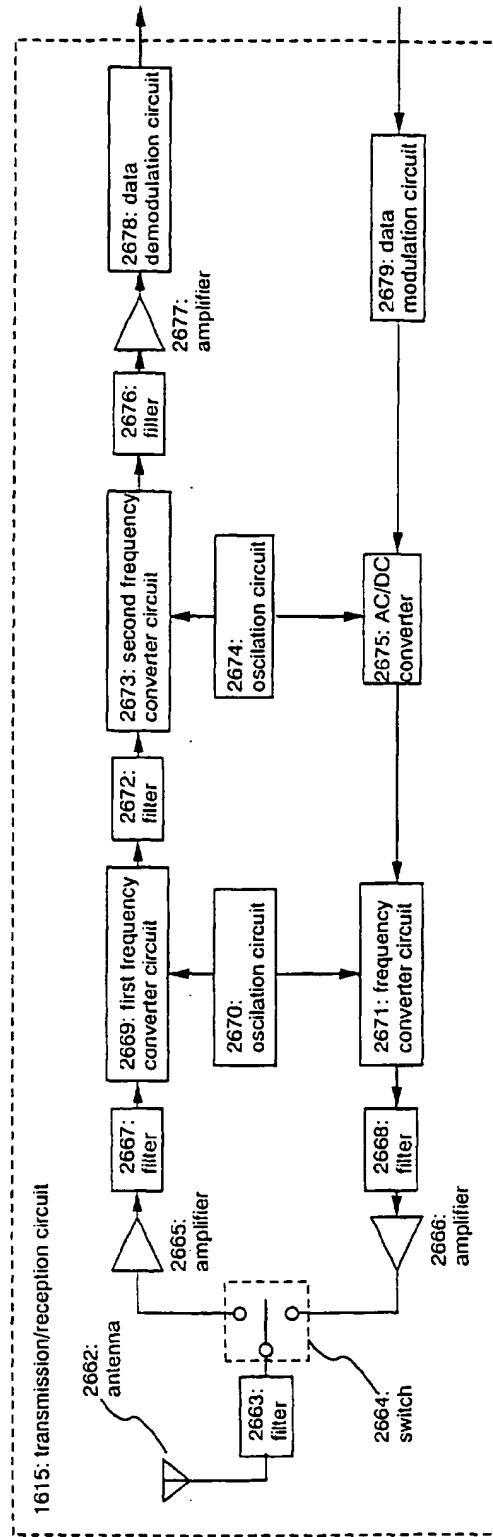 1615: transmission/reception circuit
2662:
antenna
2663:
filter
2664:
switch
2665:
amplifier
2667:
filter
2669: first frequency
converter circuit
2672:
filter
2673: second frequency
converter circuit
2676:
filter
2677:
amplifier
2678: data
demodulation circuit
2670:
oscilation circuit
2674:
oscilation circuit
2666:
amplifier
2668:
filter
2671: frequency
converter circuit
2675: AC/DC
converter
2679: data
modulation circuit